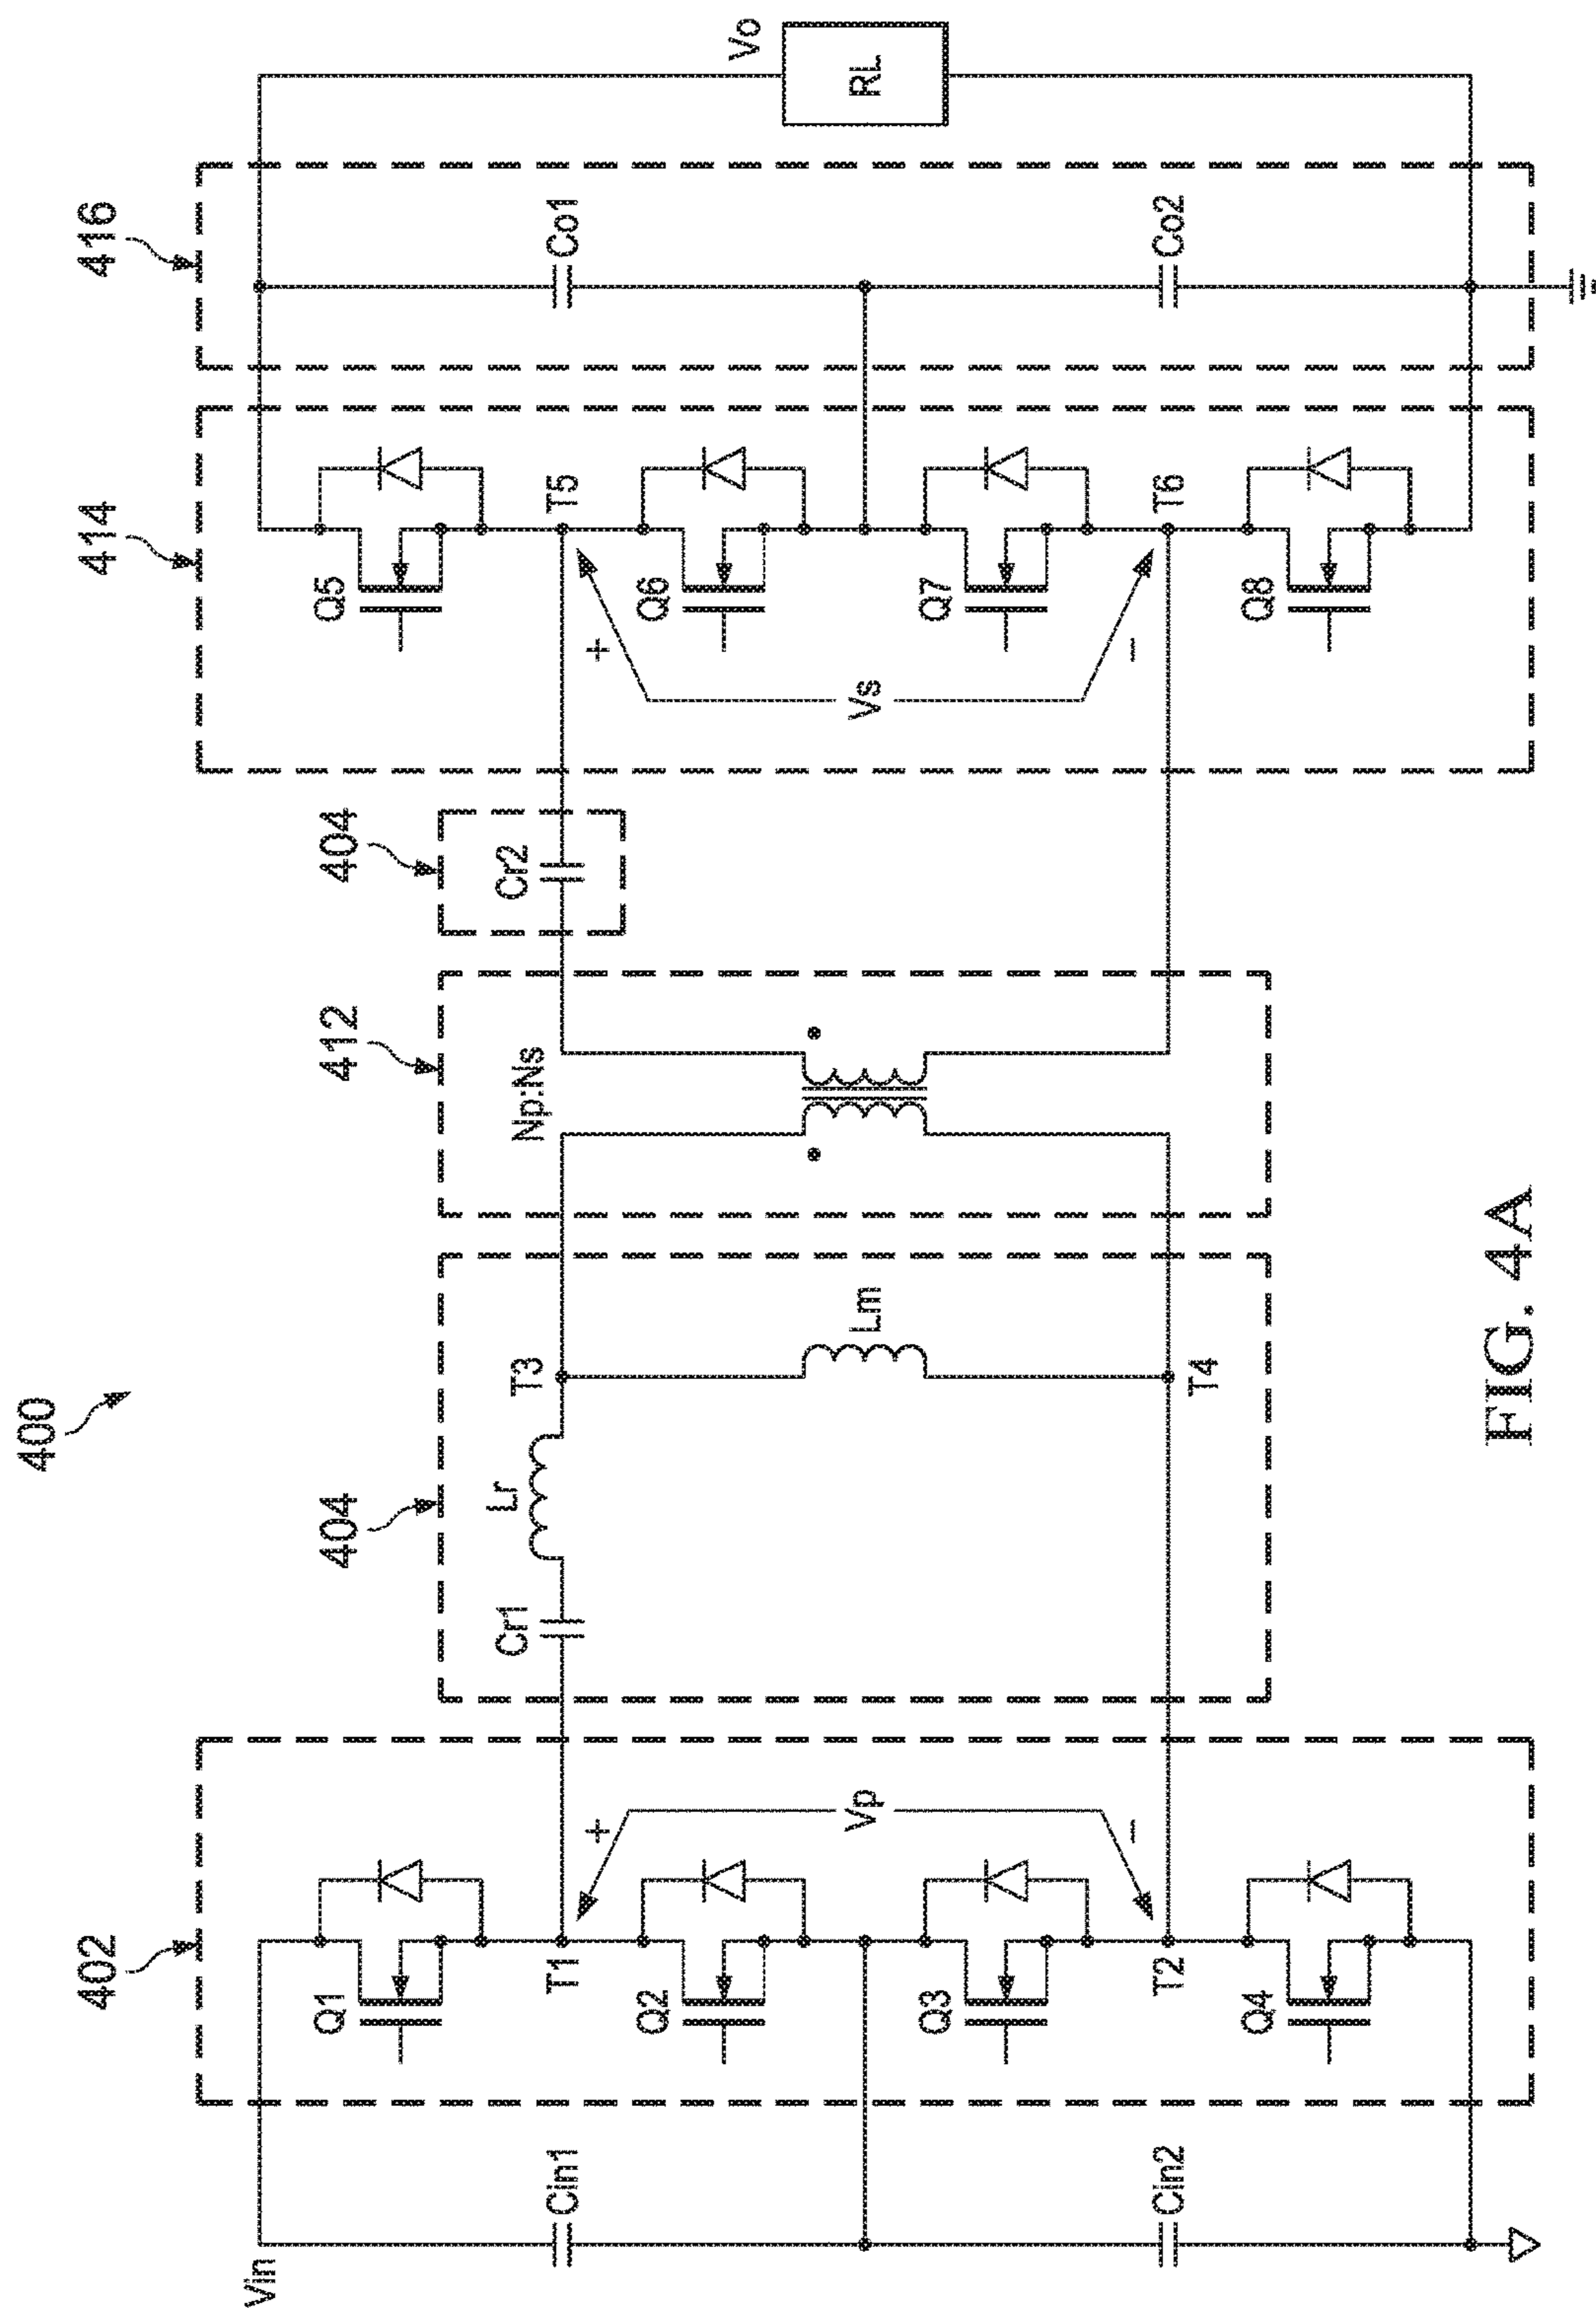 400
402
404
412
404
414
416
Vin
Cin1
Cin2
Q1
T1
Q2
Q3
T2
Q4
+
Vp
−
Cr1
Lr
T3
Lm
T4
Np:Ns
Cr2
+
Vs
−
Q5
T5
Q6
Q7
T6
Q8
Co1
Co2
Vo
RL
FIG. 4A